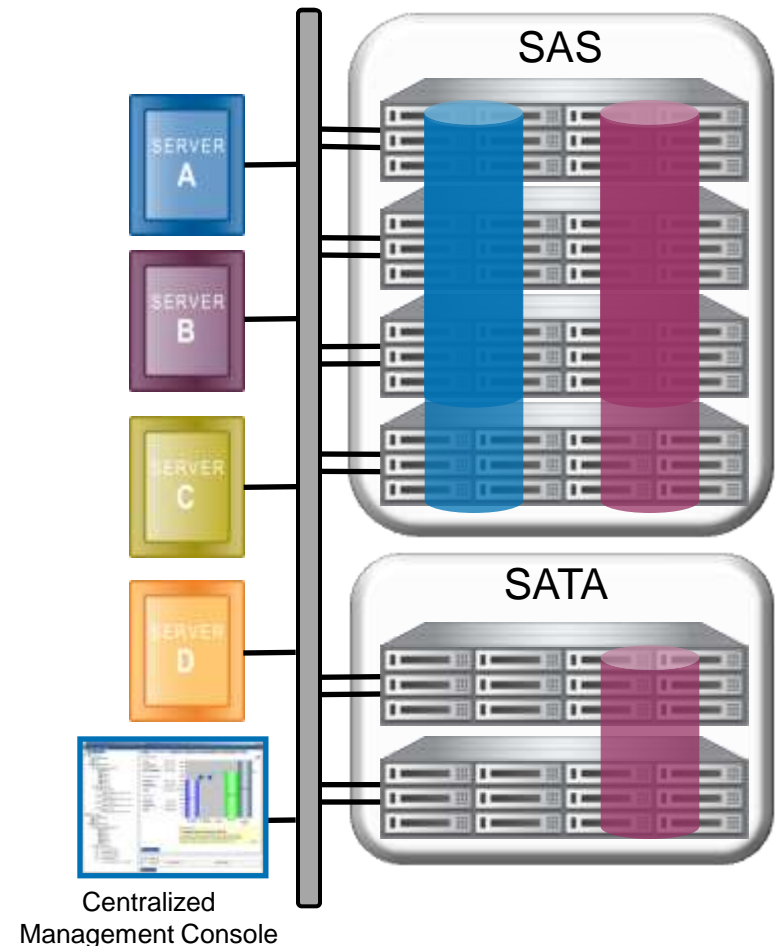 SAS
SERVER
A
SERVER
B
SERVER
C
SERVER
D
SATA
Centralized
Management Console